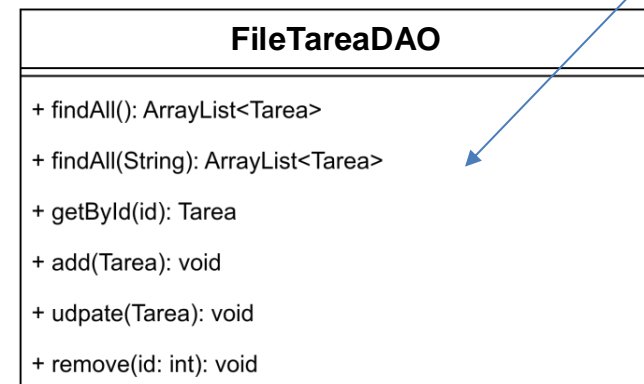 FileTareaDAO
+ findAll(): ArrayList<Tarea>
+ findAll(String): ArrayList<Tarea>
+ getById(id): Tarea
+ add(Tarea): void
+ udpate(Tarea): void
+ remove(id: int): void